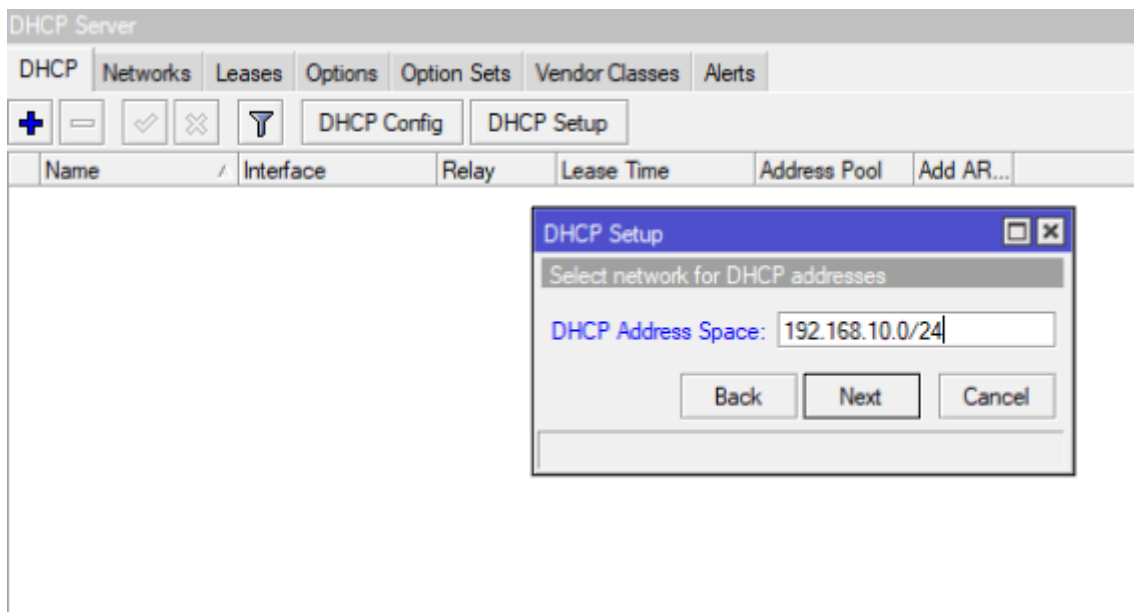 DHCP Server
DHCP Networks Leases Options Option Sets Vendor Classes Alerts
DHCP Config DHCP Setup
Name Interface Relay Lease Time Address Pool Add AR...
DHCP Setup
Select network for DHCP addresses
DHCP Address Space: 192.168.10.0/24
Back Next Cancel